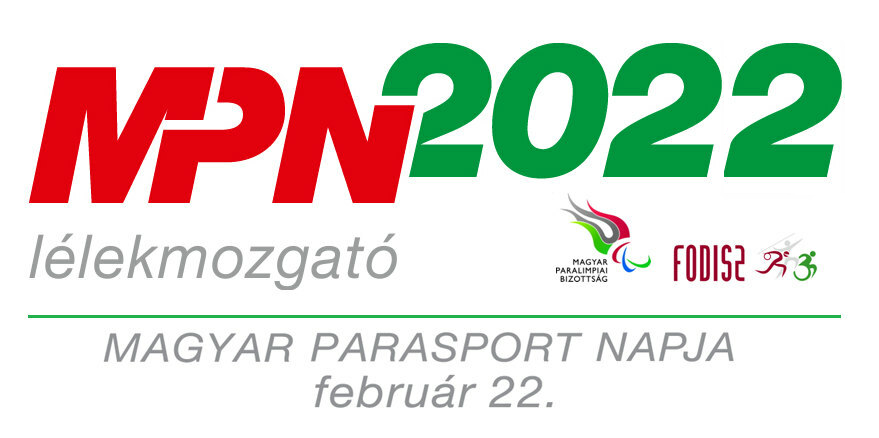 MPN2022
lélekmozgató
MAGYAR
PARALIMPIAI
BIZOTTSÁG
FODISZ
MAGYAR PARASPORT NAPJA
február 22.